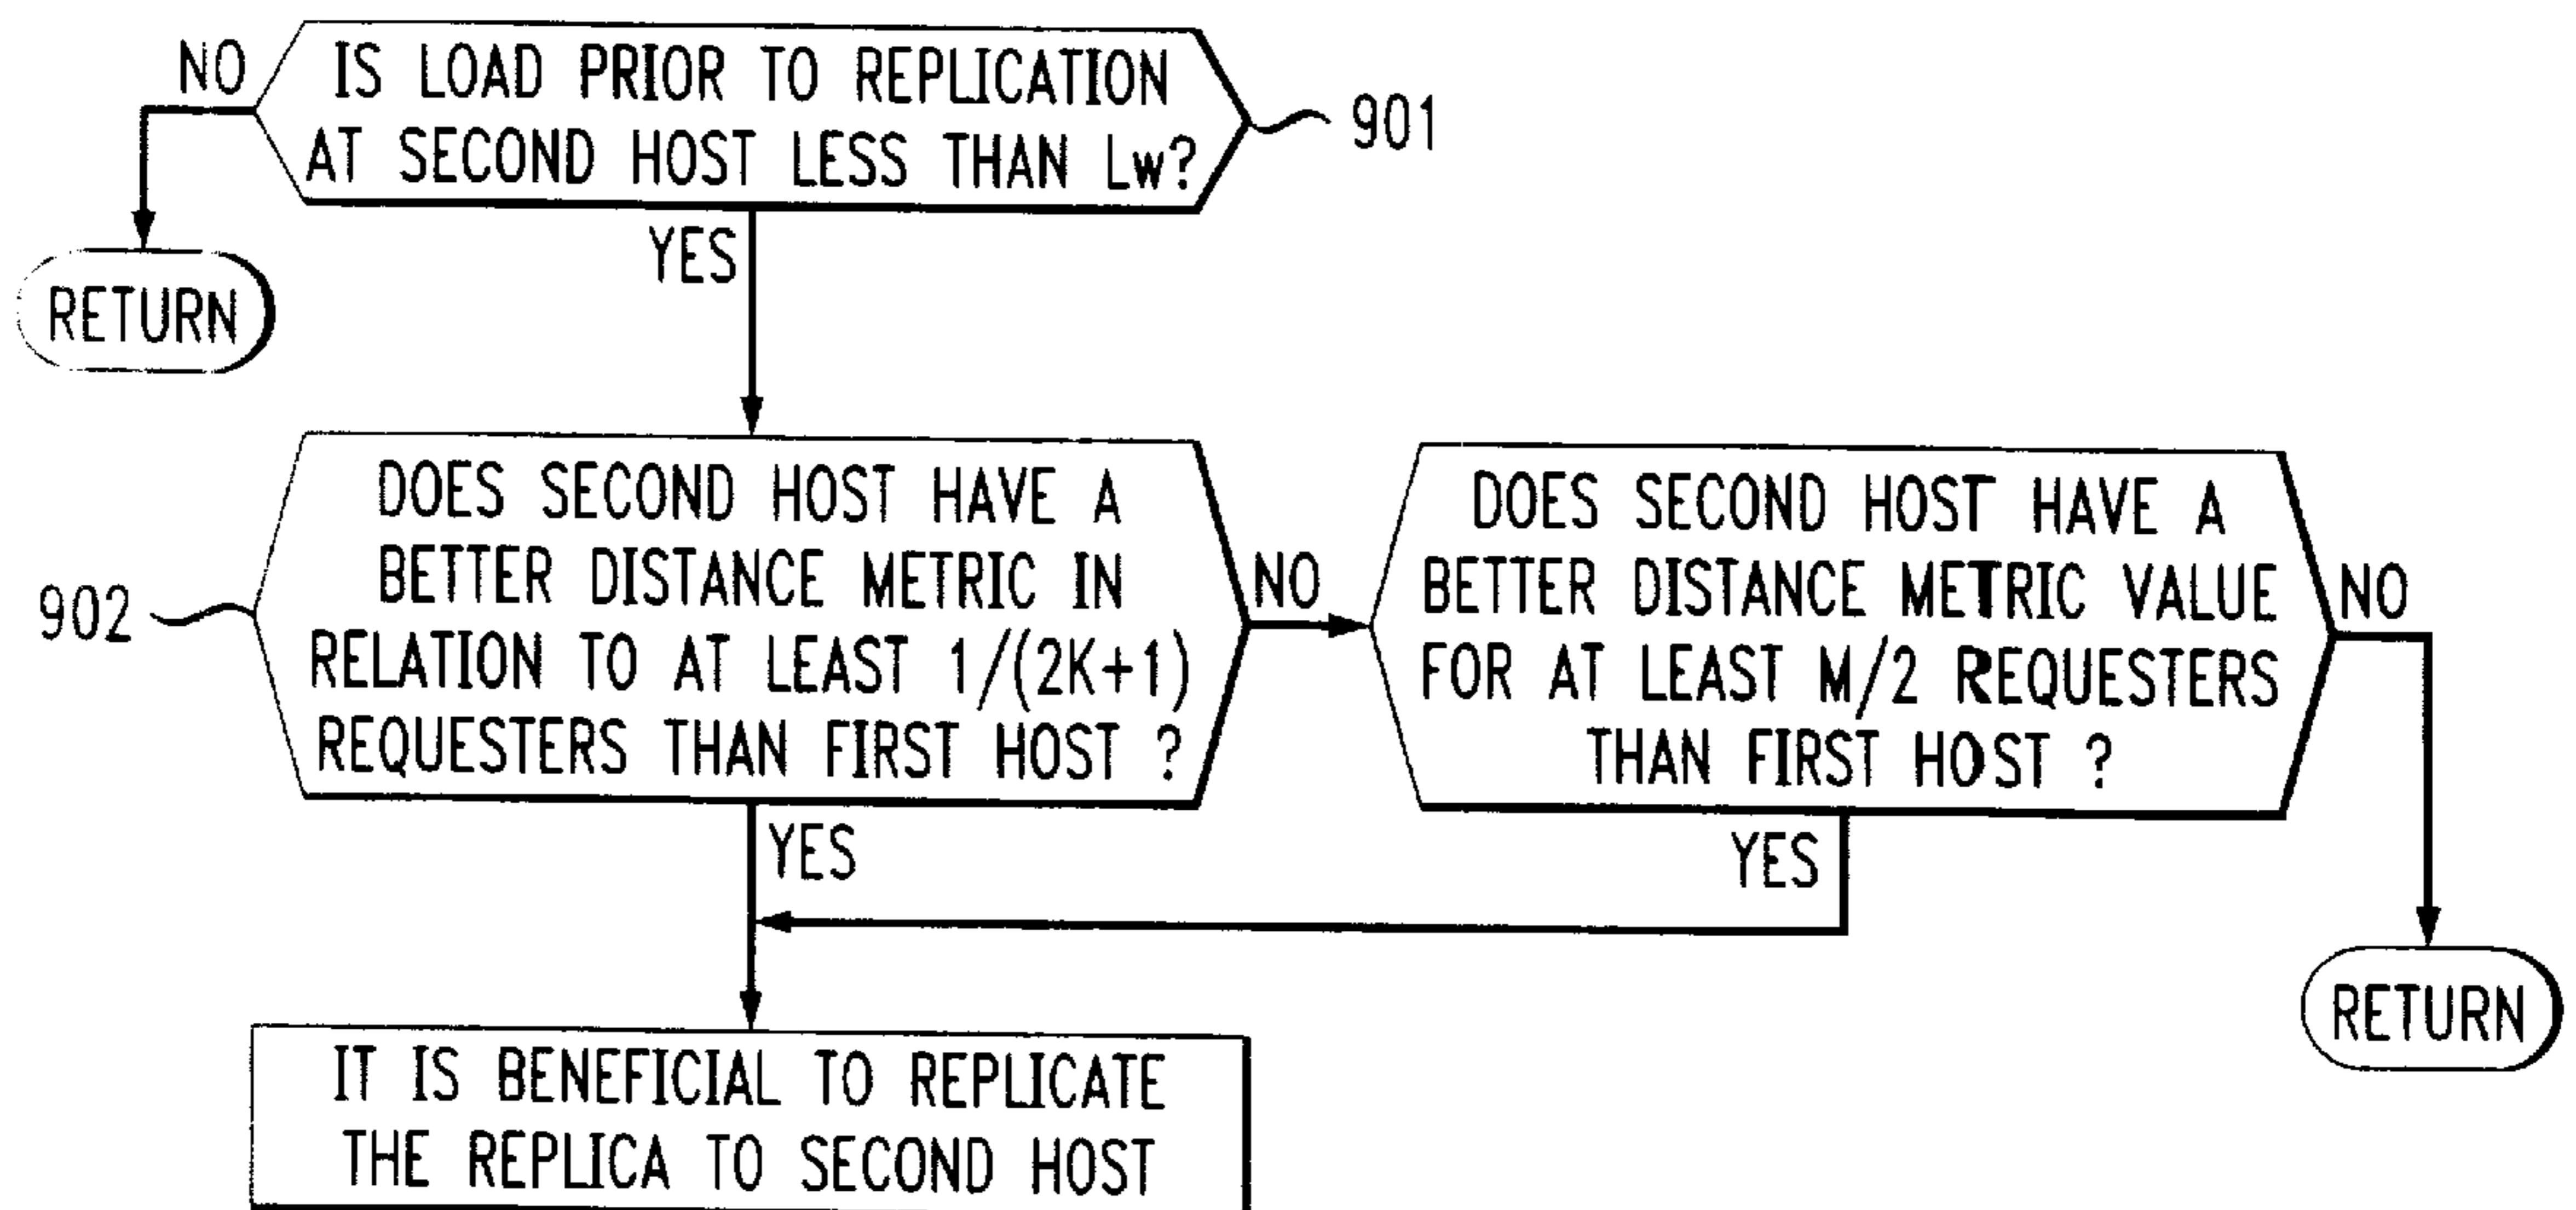 NO
IS LOAD PRIOR TO REPLICATION
AT SECOND HOST LESS THAN Lw?
901
YES
RETURN
DOES SECOND HOST HAVE A
BETTER DISTANCE METRIC IN
RELATION TO AT LEAST 1/(2K+1)
REQUESTERS THAN FIRST HOST ?
902
NO
DOES SECOND HOST HAVE A
BETTER DISTANCE METRIC VALUE
FOR AT LEAST M/2 REQUESTERS
THAN FIRST HOST ?
NO
YES
YES
RETURN
IT IS BENEFICIAL TO REPLICATE
THE REPLICA TO SECOND HOST